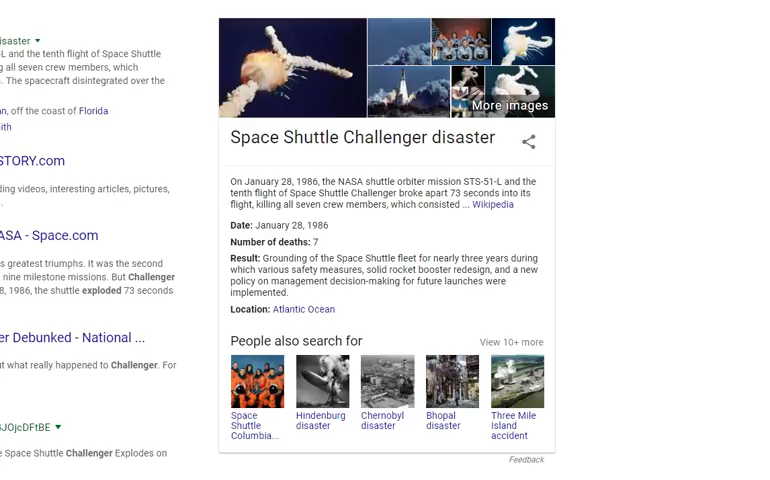 isaster
-L and the tenth flight of Space Shuttle
g all seven crew members, which
. The spacecraft disintegrated over the
n, off the coast of Florida
ith
STORY.com
ding videos, interesting articles, pictures,
.
ASA - Space.com
s greatest triumphs. It was the second
nine milestone missions. But Challenger
8, 1986, the shuttle exploded 73 seconds
er Debunked - National ...
ut what really happened to Challenger. For
4JOjcDFtBE
e Space Shuttle Challenger Explodes on
More images
Space Shuttle Challenger disaster
On January 28, 1986, the NASA shuttle orbiter mission STS-51-L and the
tenth flight of Space Shuttle Challenger broke apart 73 seconds into its
flight, killing all seven crew members, which consisted ... Wikipedia
Date: January 28, 1986
Number of deaths: 7
Result: Grounding of the Space Shuttle fleet for nearly three years during
which various safety measures, solid rocket booster redesign, and a new
policy on management decision-making for future launches were
implemented.
Location: Atlantic Ocean
People also search for
View 10+ more
Space
Shuttle
Columbia...
Hindenburg
disaster
Chernobyl
disaster
Bhopal
disaster
Three Mile
Island
accident
Feedback